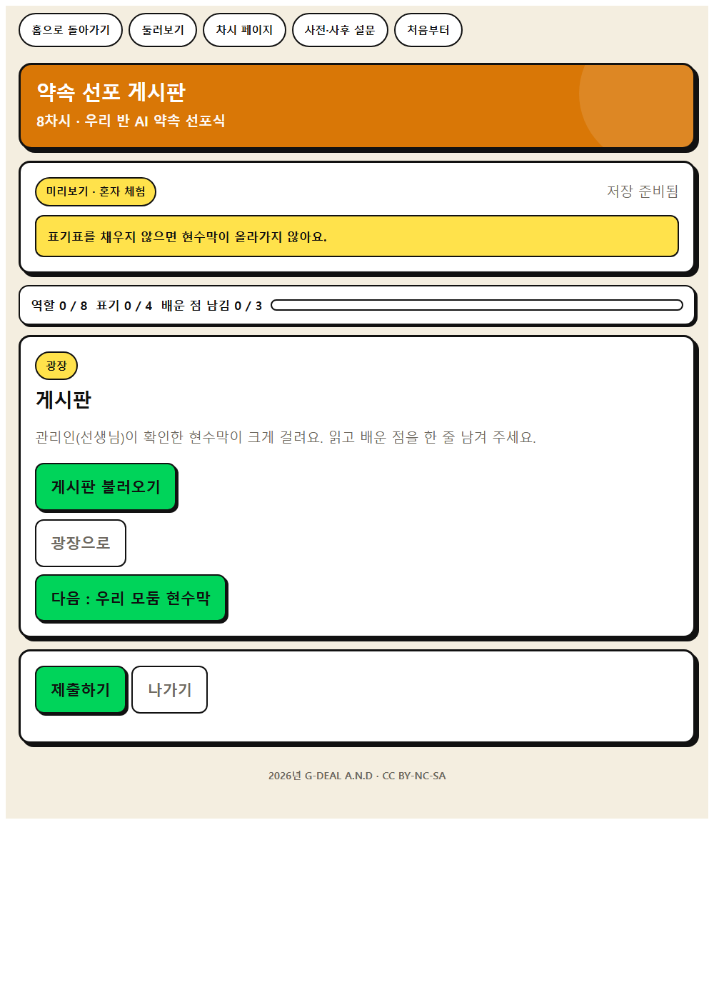 홈으로 돌아가기
둘러보기
차시 페이지
사전·사후 설문
처음부터
약속 선포 게시판
8차시 · 우리 반 AI 약속 선포식
미리보기 · 혼자 체험
저장 준비됨
표기표를 채우지 않으면 현수막이 올라가지 않아요.
역할 0 / 8 표기 0 / 4 배운 점 남김 0 / 3
광장
게시판
관리인(선생님)이 확인한 현수막이 크게 걸려요. 읽고 배운 점을 한 줄 남겨 주세요.
게시판 불러오기
광장으로
다음 : 우리 모둠 현수막
제출하기
나가기
2026년 G-DEAL A.N.D · CC BY-NC-SA